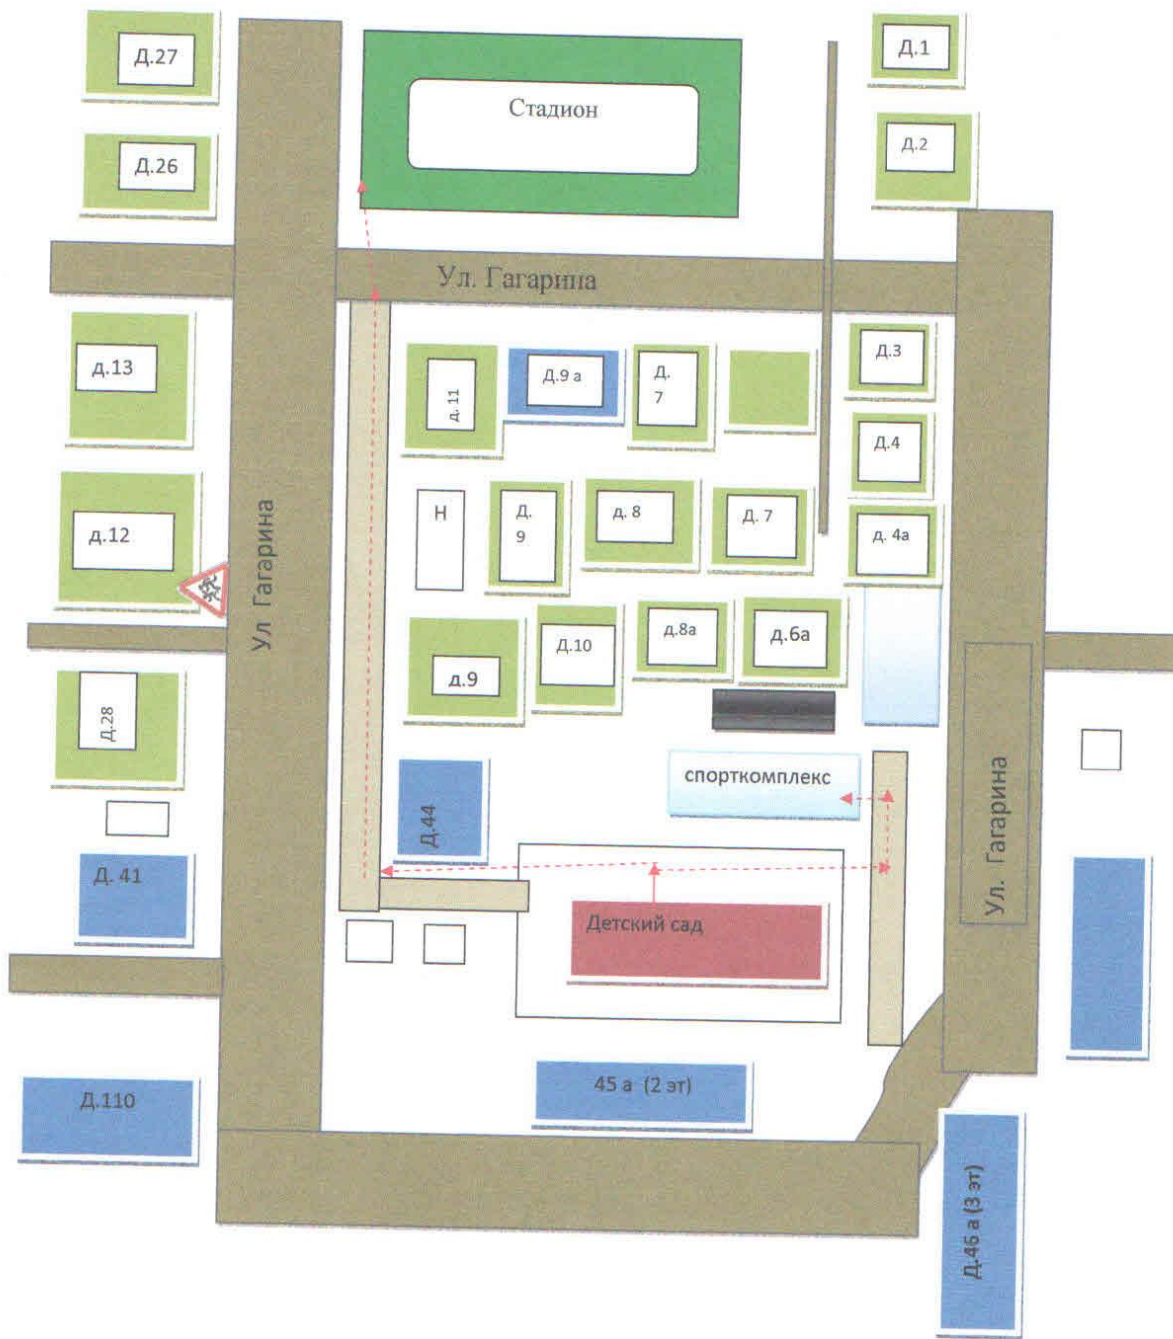 Д.27
Стадион
Д.1
Д.26
Д.2
Ул. Гагарина
д.13
д. 11
Д.9 а
Д.
7
Д.3
Д.4
д.12
Н
Д.
9
д. 8
Д. 7
д. 4а
Ул Гагарина
Д.28
д.9
Д.10
д.8а
д.6а
спорткомплекс
Ул. Гагарина
Д.44
Д. 41
Детский сад
45 а (2 эт)
Д.110
Д.46 а (3 эт)